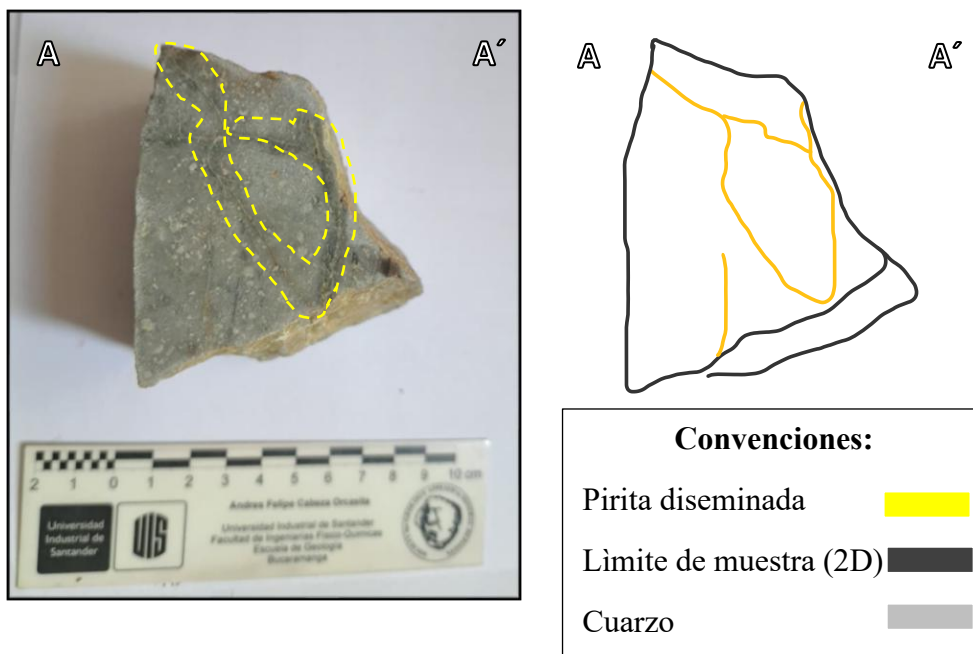 A A´
A A´
2 1 0 1 2 3 4 5 6 7 8 9 10 cm
Andres Felipe Cabeza Orcasita
Universidad Industrial de Santander
Facultad de Ingenierías Físico-Químicas
Escuela de Geología
Bucaramanga
Universidad
Industrial de
Santander
UIS
Convenciones:
Pirita diseminada
Lìmite de muestra (2D)
Cuarzo